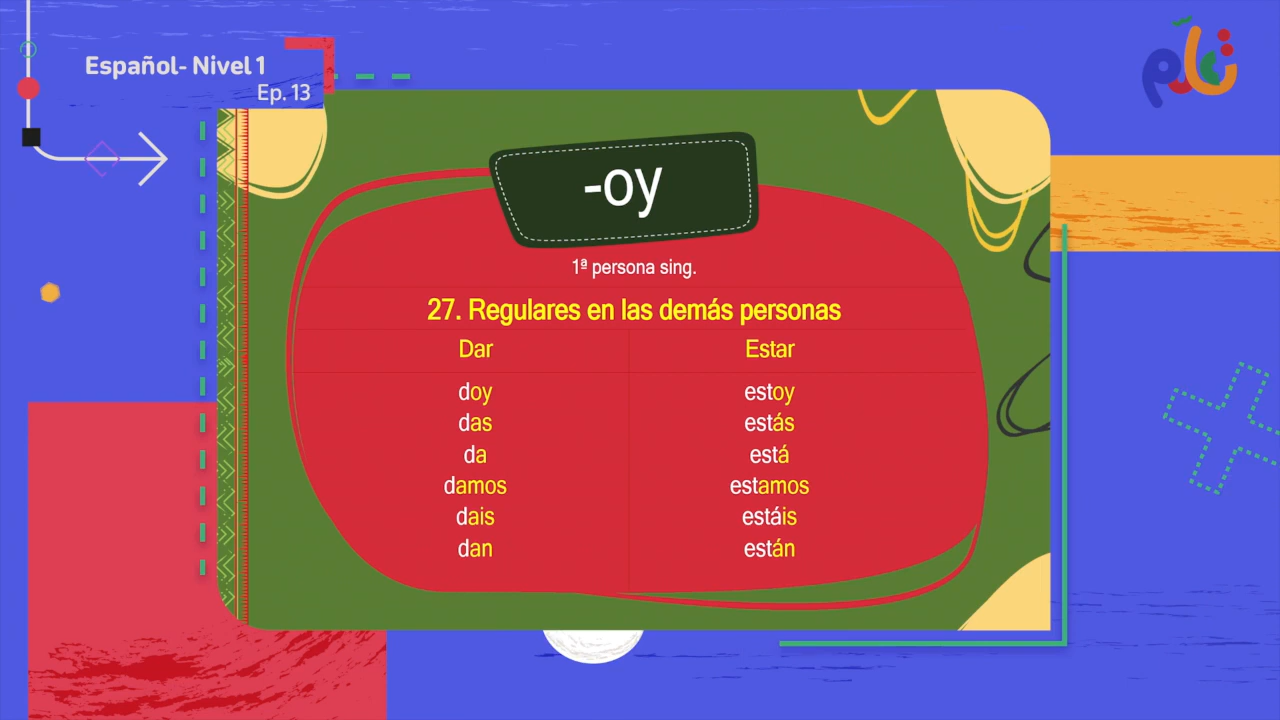 Español- Nivel 1
Ep. 13
-oy
1ª persona sing.
27. Regulares en las demás personas
Dar Estar
doy estoy
das estás
da está
damos estamos
dais estáis
dan están